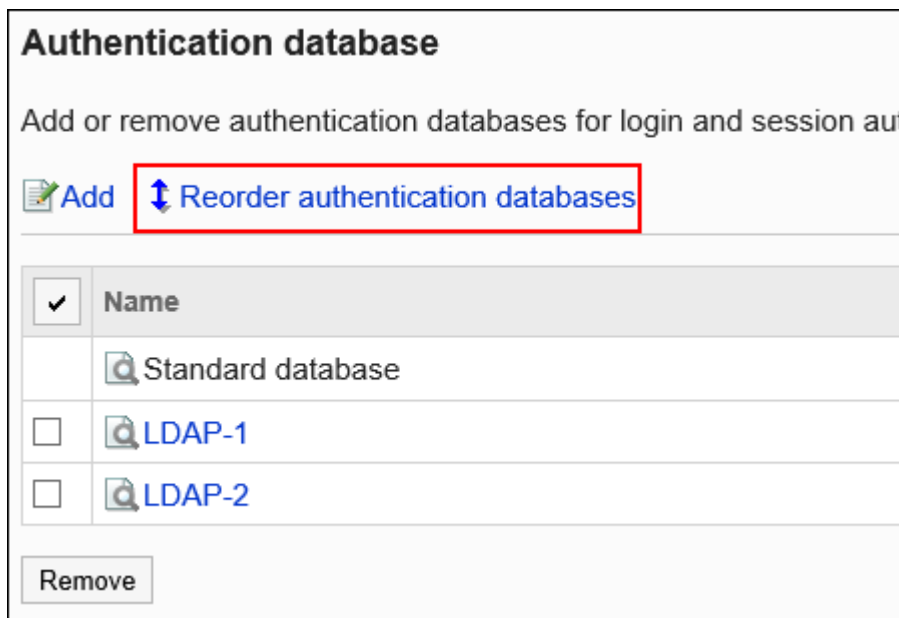 Authentication database
Add or remove authentication databases for login and session
Add Reorder authentication databases
Name
Standard database
LDAP-1
LDAP-2
Remove